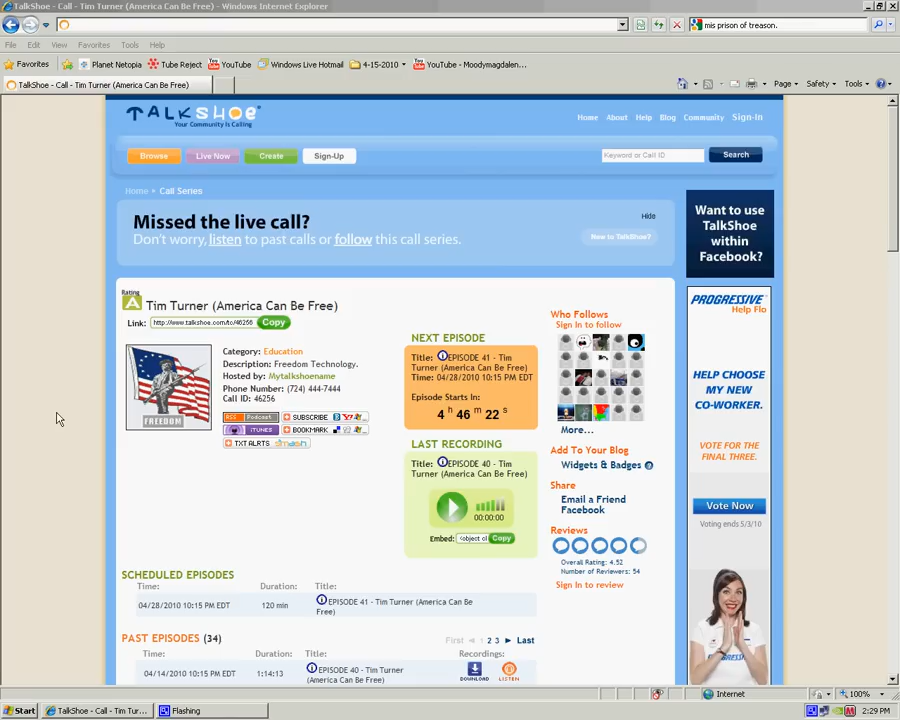 TalkShoe - Call - Tim Turner (America Can Be Free) - Windows Internet Explorer
mis prison of treason.
File Edit View Favorites Tools Help
Favorites Planet Netopia Tube Reject YouTube Windows Live Hotmail 4-15-2010 YouTube - Moodymagdalen...
TalkShoe - Call - Tim Turner (America Can Be Free)
Page Safety Tools
TALKSHOE
Your Community Is Calling
Home About Help Blog Community Sign-In
Browse Live Now Create Sign-Up
Keyword or Call ID Search
Home Call Series
Missed the live call?
Hide
Don't worry, listen to past calls or follow this call series.
New to TalkShoe?
Want to use
TalkShoe
within
Facebook?
Rating
A Tim Turner (America Can Be Free)
Link: http://www.talkshoe.com/tc/46256 Copy
FREEDOM
Category: Education
Description: Freedom Technology.
Hosted by: Mytalkshoename
Phone Number: (724) 444-7444
Call ID: 46256
RSS Podcast SUBSCRIBE
iTUNES BOOKMARK
TXT ALRTS
NEXT EPISODE
Title: EPISODE 41 - Tim
Turner (America Can Be Free)
Time: 04/28/2010 10:15 PM EDT
Episode Starts In:
4 h 46 m 22 s
LAST RECORDING
Title: EPISODE 40 - Tim
Turner (America Can Be Free)
00:00:00
Embed: <object cl Copy
Who Follows
Sign In to follow
More...
Add To Your Blog
Widgets & Badges
Share
Email a Friend
Facebook
Reviews
Overall Rating: 4.52
Number of Reviewers: 54
Sign In to review
PROGRESSIVE
Help Flo
HELP CHOOSE
MY NEW
CO-WORKER.
VOTE FOR THE
FINAL THREE.
Vote Now
Voting ends 5/3/10
SCHEDULED EPISODES
Time: Duration: Title:
04/28/2010 10:15 PM EDT 120 min EPISODE 41 - Tim Turner (America Can Be
Free)
PAST EPISODES (34)
First 1 2 3 Last
Time: Duration: Title: Recordings:
04/14/2010 10:15 PM EDT 1:14:13 EPISODE 40 - Tim Turner
(America Can Be Free)
DOWNLOAD LISTEN
Internet 100%
Start TalkShoe - Call - Tim Tur... Flashing 2:29 PM